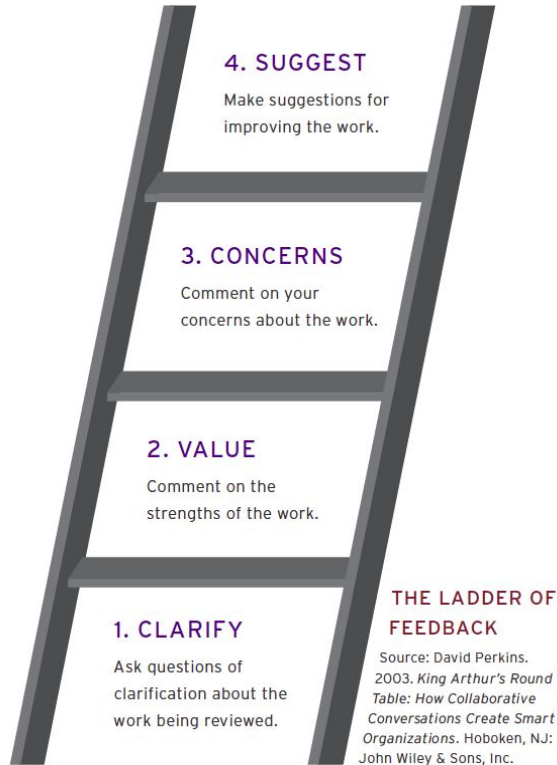 4. SUGGEST
Make suggestions for
improving the work.
3. CONCERNS
Comment on your
concerns about the work.
2. VALUE
Comment on the
strengths of the work.
1. CLARIFY
Ask questions of
clarification about the
work being reviewed.
THE LADDER OF
FEEDBACK
Source: David Perkins.
2003. King Arthur's Round
Table: How Collaborative
Conversations Create Smart
Organizations. Hoboken, NJ:
John Wiley & Sons, Inc.